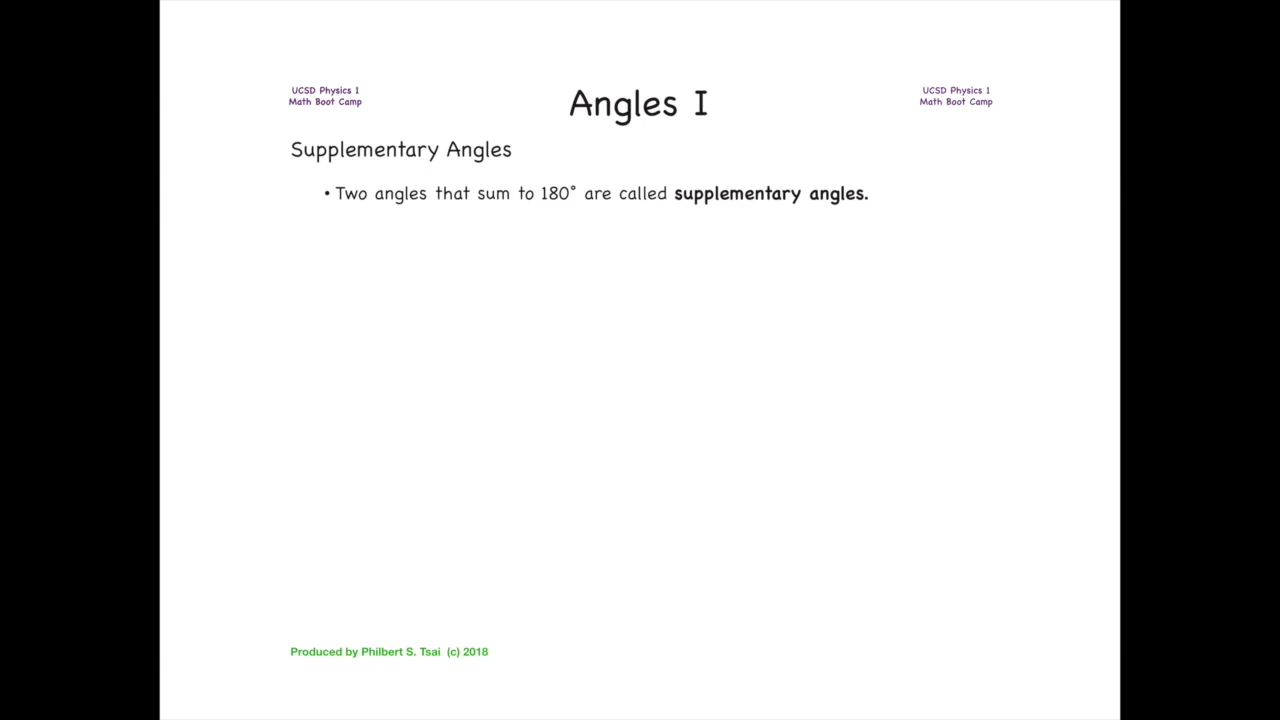 UCSD Physics 1
Math Boot Camp
Angles I
UCSD Physics 1
Math Boot Camp
Supplementary Angles
• Two angles that sum to 180° are called supplementary angles.
Produced by Philbert S. Tsai (c) 2018